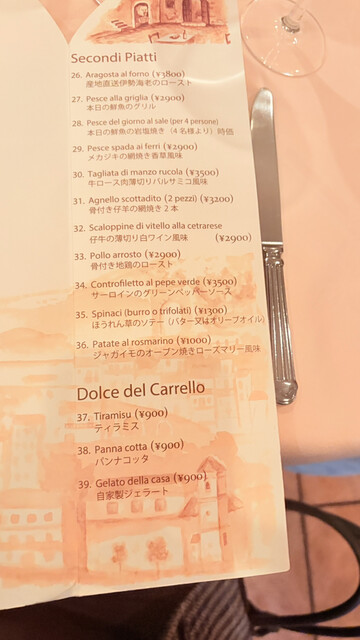 Secondi Piatti
26. Aragosta al forno (¥3800)
産地直送伊勢海老のロースト
27. Pesce alla griglia (¥2900)
本日の鮮魚のグリル
28. Pesce del giorno al sale (per 4 persone)
本日の鮮魚の岩塩焼き（4名様より）時価
29. Pesce spada ai ferri (¥2900)
メカジキの網焼き香草風味
30. Tagliata di manzo rucola (¥3500)
牛ロース肉薄切りバルサミコ風味
31. Agnello scottadito (2 pezzi) (¥3200)
骨付き仔羊の網焼き2本
32. Scaloppine di vitello alla cetrarese
仔牛の薄切り白ワイン風味 (¥2900)
33. Pollo arrosto (¥2900)
骨付き地鶏のロースト
34. Controfiletto al pepe verde (¥3500)
サーロインのグリーンペッパーソース
35. Spinaci (burro o trifolati) (¥1300)
ほうれん草のソテー（バター又はオリーブオイル）
36. Patate al rosmarino (¥1000)
ジャガイモのオーブン焼きローズマリー風味
Dolce del Carrello
37. Tiramisu (¥900)
ティラミス
38. Panna cotta (¥900)
パンナコッタ
39. Gelato della casa (¥900)
自家製ジェラート